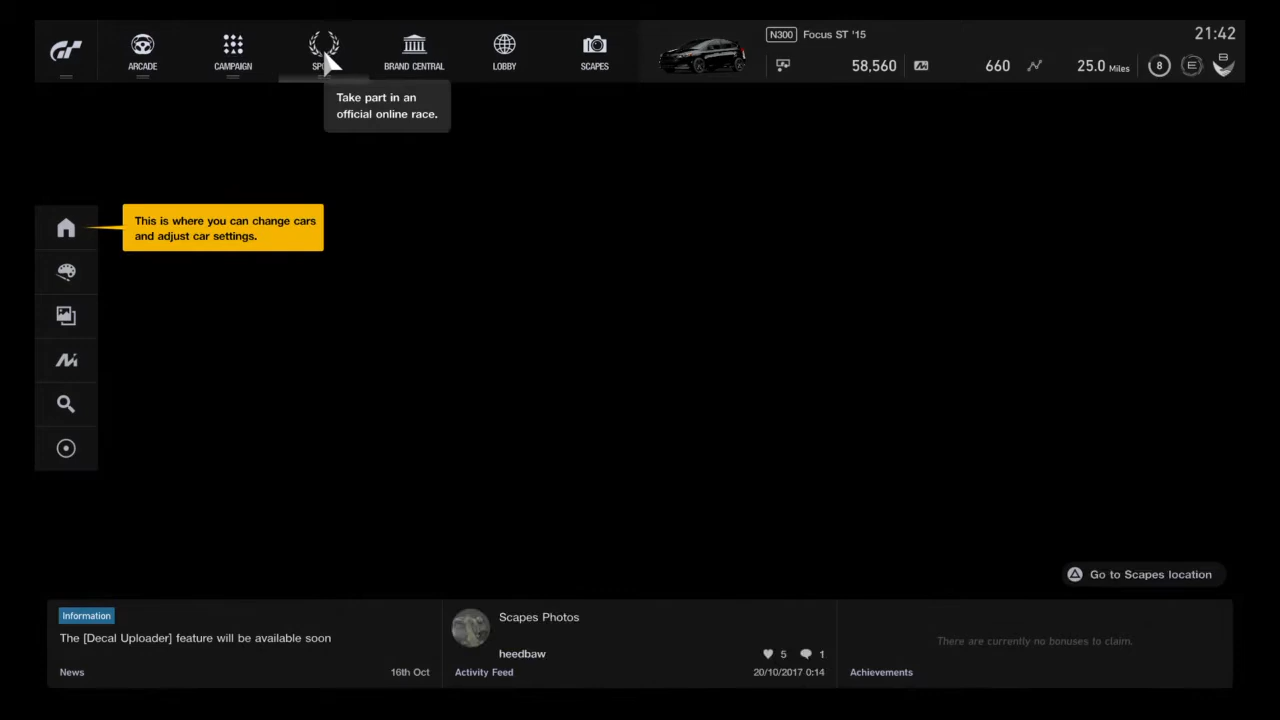 GT
ARCADE
CAMPAIGN
BRAND CENTRAL
LOBBY
SCAPES
N300 Focus ST '15
58,560
660
25.0 Miles
21:42
8
E
B
Take part in an
official online race.
This is where you can change cars
and adjust car settings.
Go to Scapes location
Information
The [Decal Uploader] feature will be available soon
News
16th Oct
Scapes Photos
heedbaw
5
1
Activity Feed
20/10/2017 0:14
There are currently no bonuses to claim.
Achievements